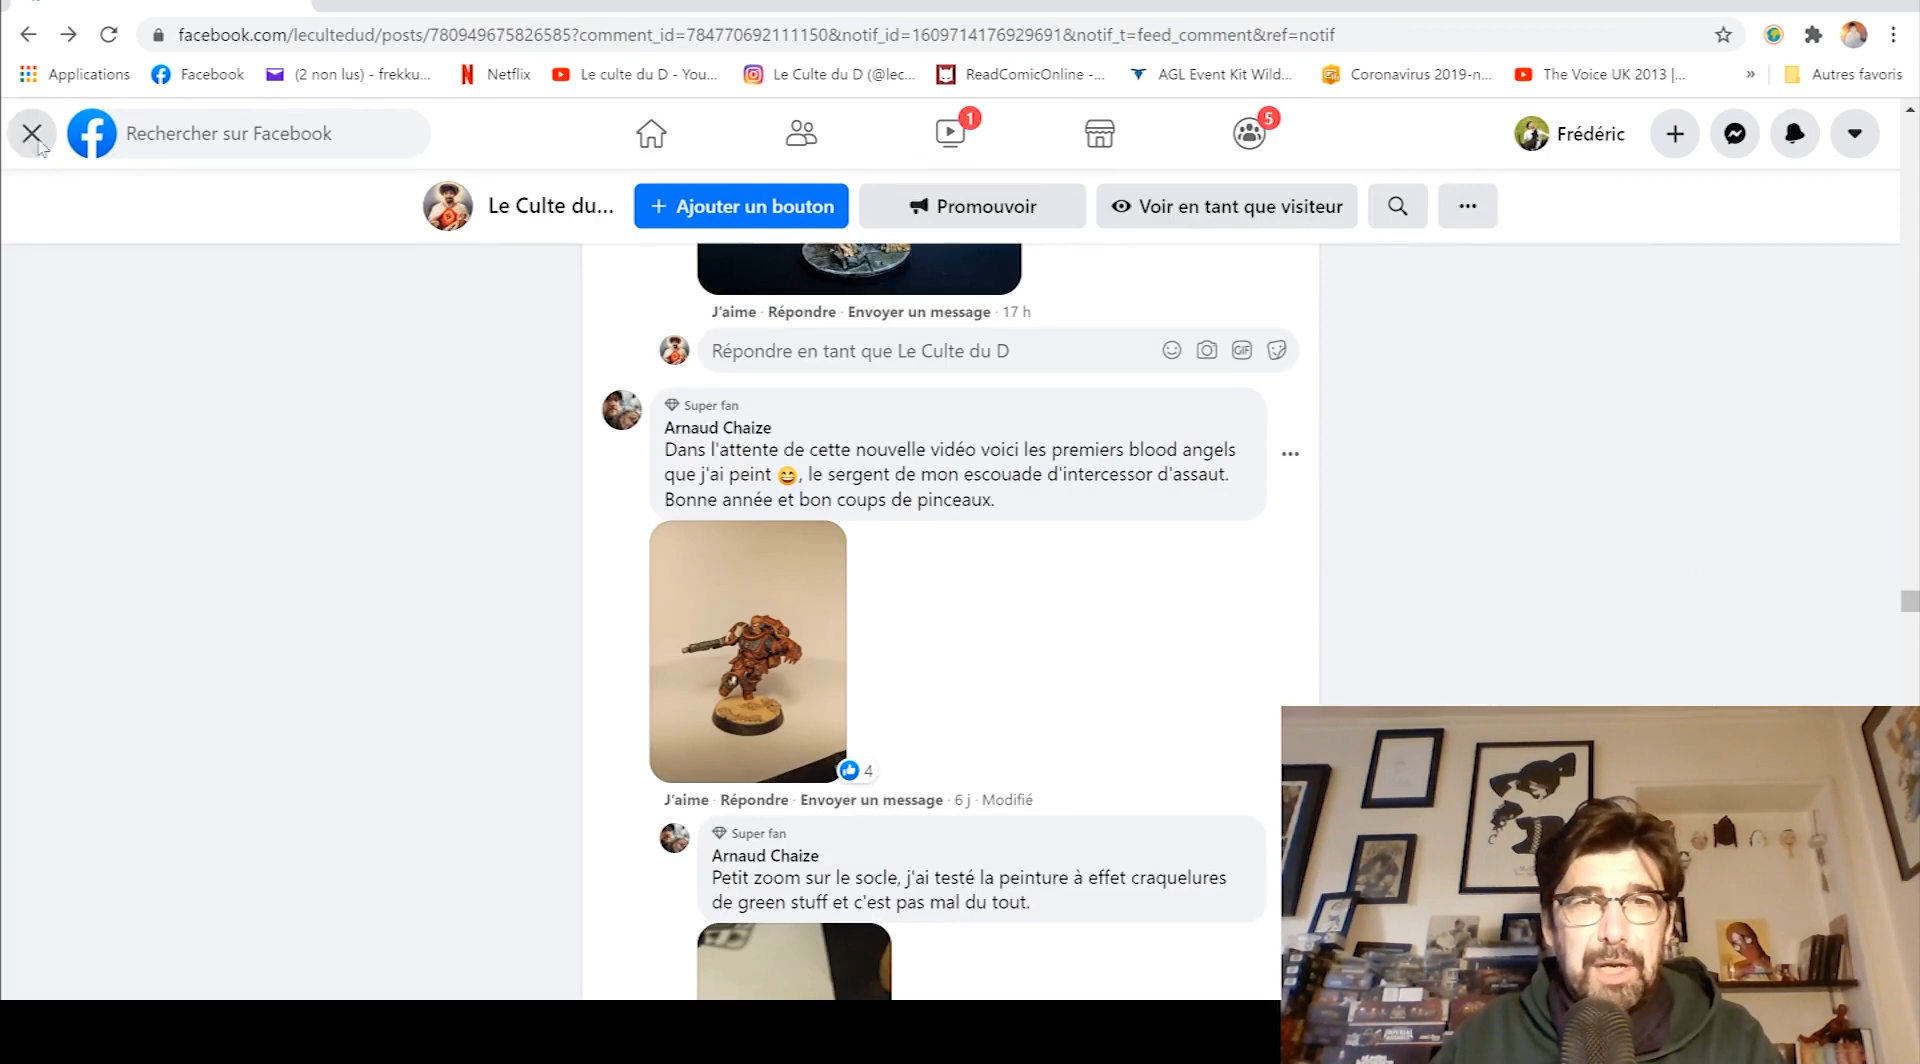 facebook.com/lecultedud/posts/780949675826585?comment_id=784770692111150&notif_id=1609714176929691&notif_t=feed_comment&ref=notif
Applications Facebook (2 non lus) - frekku... Netflix Le culte du D - You... Le Culte du D (@lec... ReadComicOnline -... AGL Event Kit Wild... Coronavirus 2019-n... The Voice UK 2013 |... » Autres favoris
Rechercher sur Facebook 1 5 Frédéric
Le Culte du... + Ajouter un bouton Promouvoir Voir en tant que visiteur ...
J'aime · Répondre · Envoyer un message · 17 h
Répondre en tant que Le Culte du D GIF
Super fan
Arnaud Chaize
Dans l'attente de cette nouvelle vidéo voici les premiers blood angels
que j'ai peint 😄, le sergent de mon escouade d'intercessor d'assaut.
Bonne année et bon coups de pinceaux.
4
J'aime · Répondre · Envoyer un message · 6 j · Modifié
Super fan
Arnaud Chaize
Petit zoom sur le socle, j'ai testé la peinture à effet craquelures
de green stuff et c'est pas mal du tout.